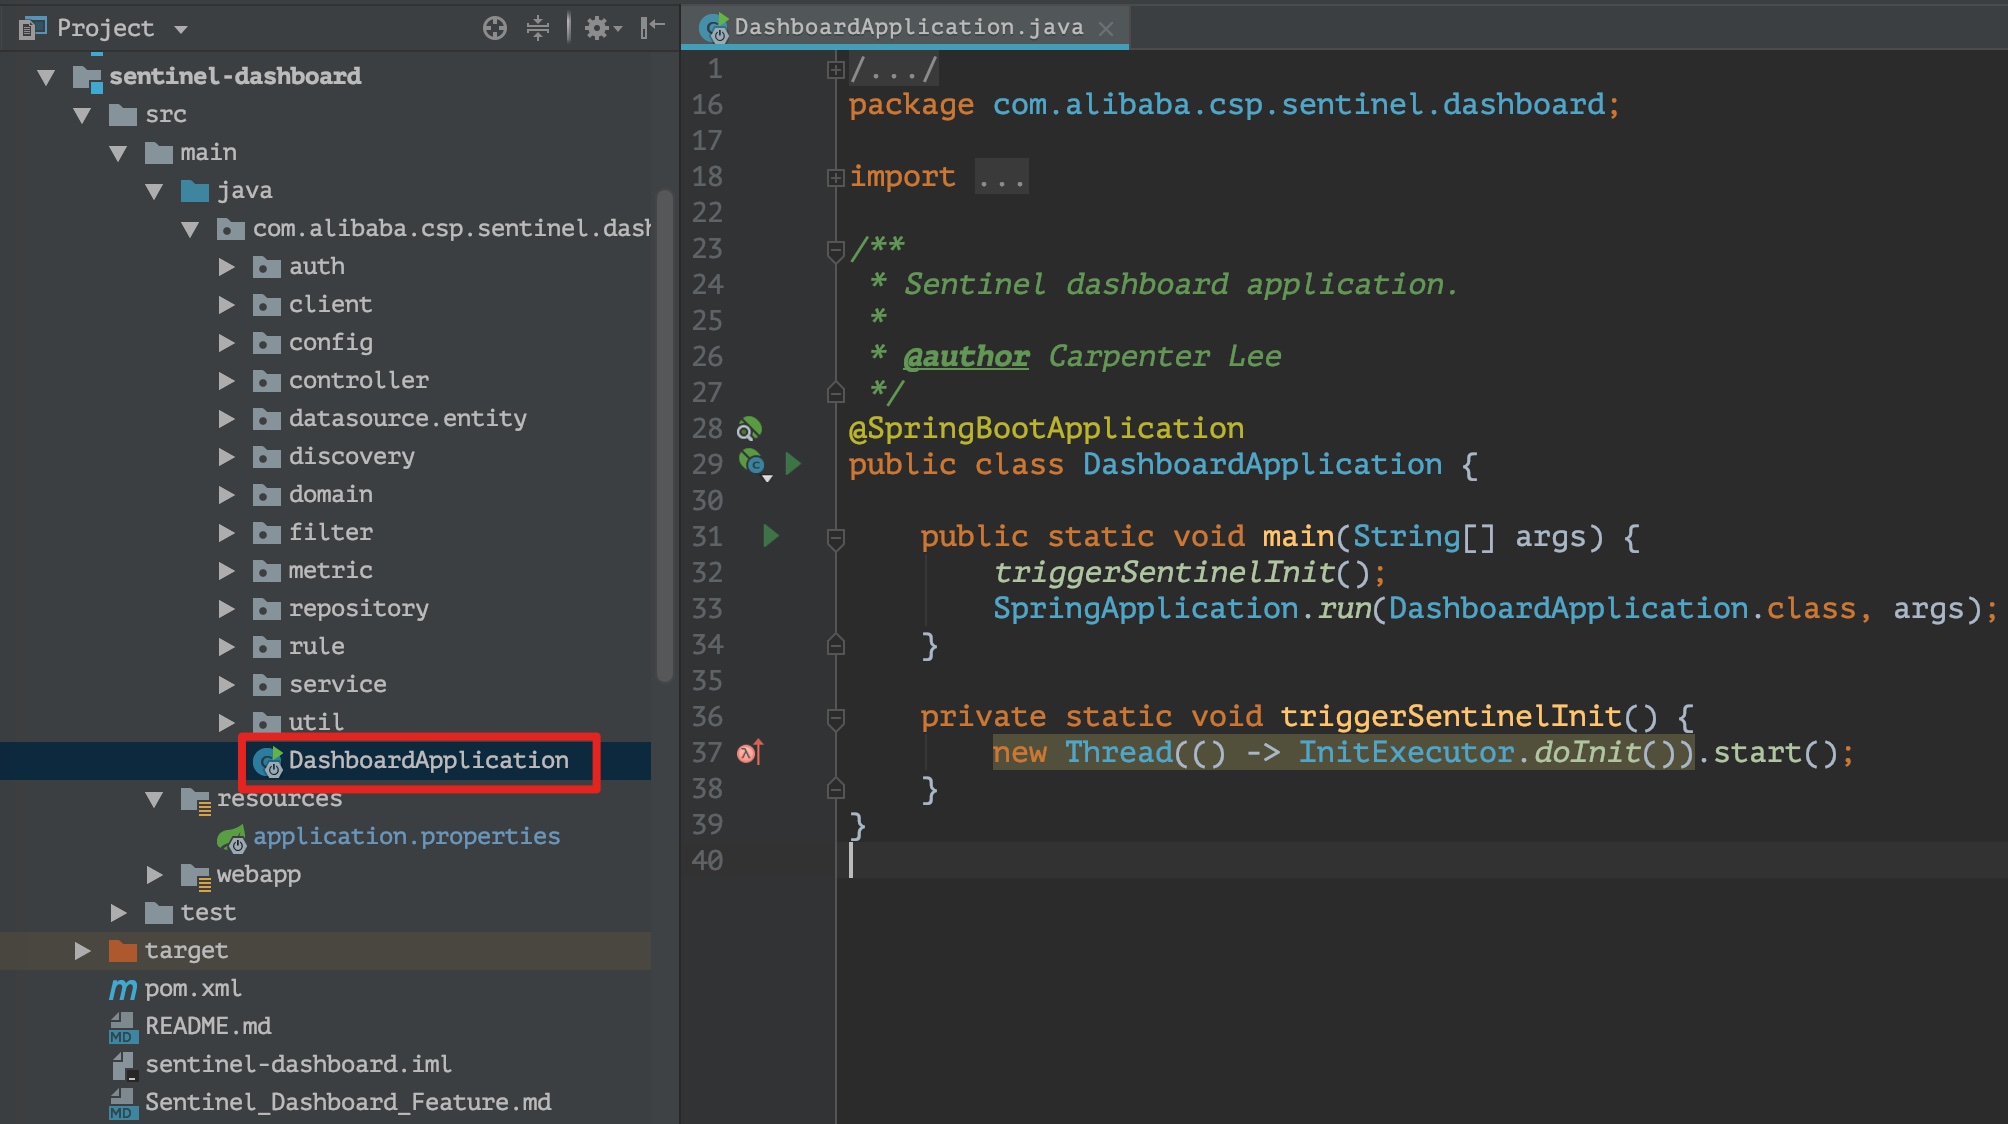 Project
sentinel-dashboard
src
main
java
com.alibaba.csp.sentinel.dash
auth
client
config
controller
datasource.entity
discovery
domain
filter
metric
repository
rule
service
util
DashboardApplication
resources
application.properties
webapp
test
target
pom.xml
README.md
sentinel-dashboard.iml
Sentinel_Dashboard_Feature.md
DashboardApplication.java
1 /.../
16 package com.alibaba.csp.sentinel.dashboard;
17
18 import ...
22
23 /**
24 * Sentinel dashboard application.
25 *
26 * @author Carpenter Lee
27 */
28 @SpringBootApplication
29 public class DashboardApplication {
30
31 public static void main(String[] args) {
32 triggerSentinelInit();
33 SpringApplication.run(DashboardApplication.class, args);
34 }
35
36 private static void triggerSentinelInit() {
37 new Thread(() -> InitExecutor.doInit()).start();
38 }
39 }
40